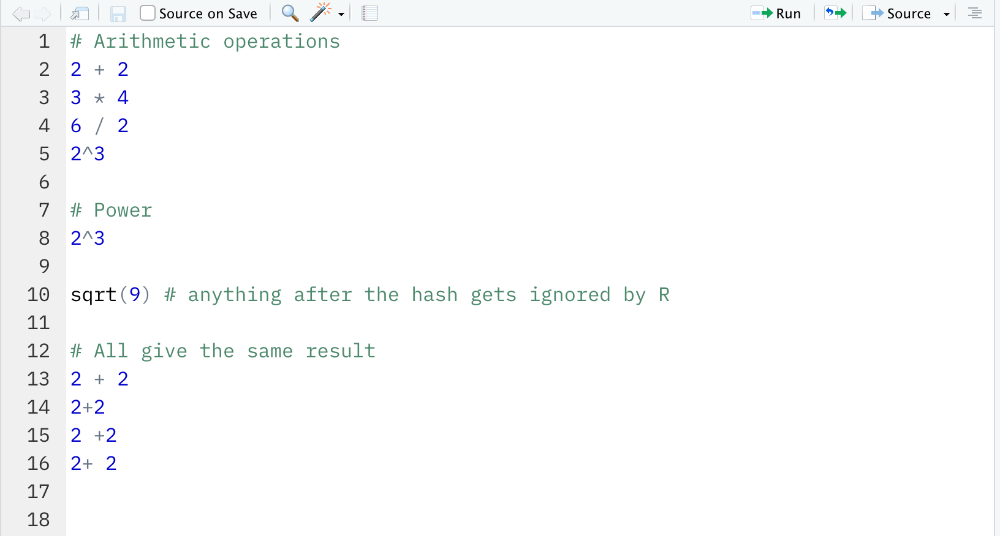 Source on Save Run Source
1 # Arithmetic operations
2 2 + 2
3 3 * 4
4 6 / 2
5 2^3
6
7 # Power
8 2^3
9
10 sqrt(9) # anything after the hash gets ignored by R
11
12 # All give the same result
13 2 + 2
14 2+2
15 2 +2
16 2+ 2
17
18